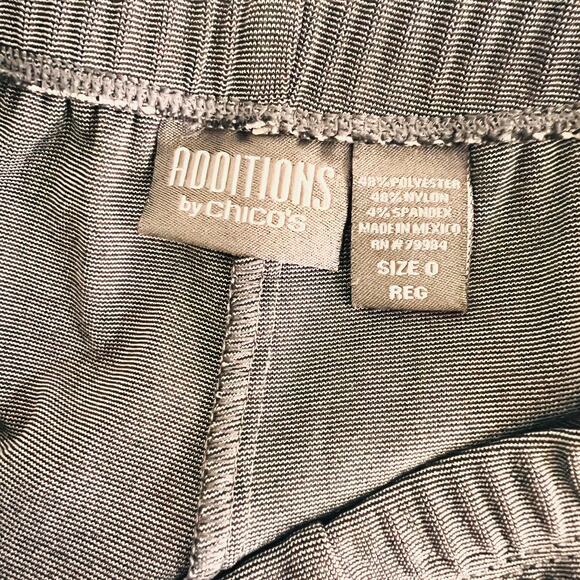 ADDITIONS
by CHICO'S
48% POLYESTER
48% NYLON
4% SPANDEX
MADE IN MEXICO
RN # 79984
SIZE 0
REG